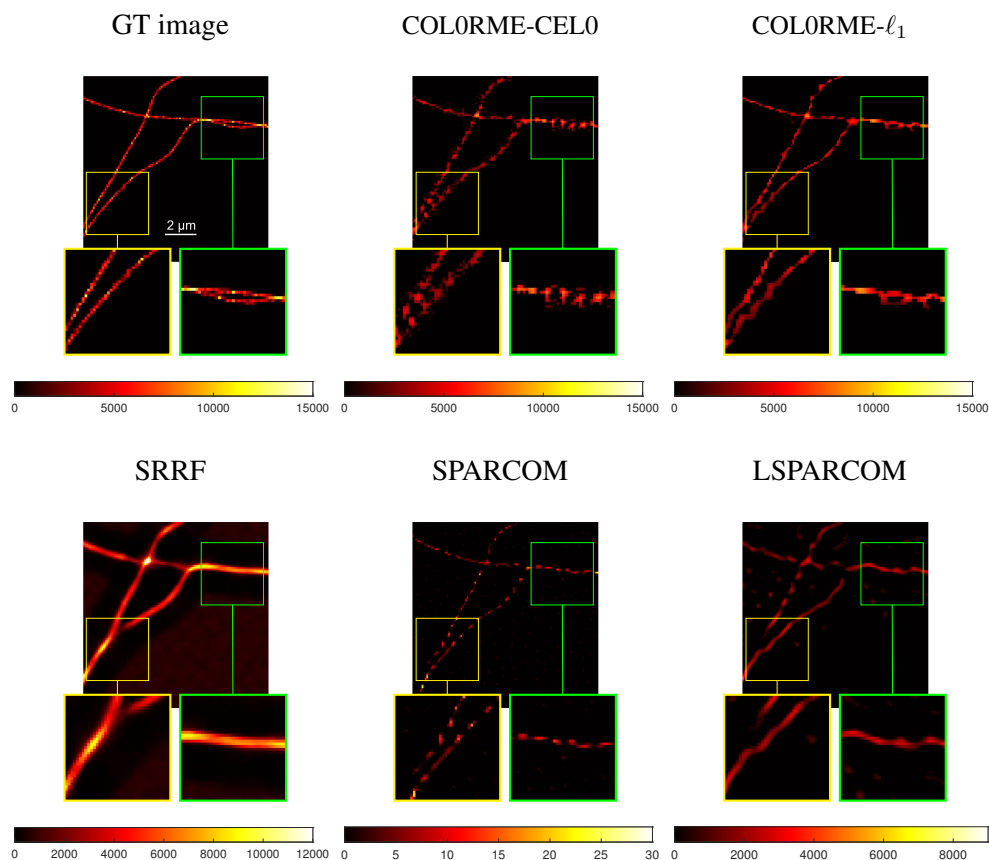 GT image COL0RME-CEL0 COL0RME-ℓ₁
2 µm
0 5000 10000 15000 0 5000 10000 15000 0 5000 10000 15000
SRRF SPARCOM LSPARCOM
0 2000 4000 6000 8000 10000 12000 0 5 10 15 20 25 30 0 2000 4000 6000 8000